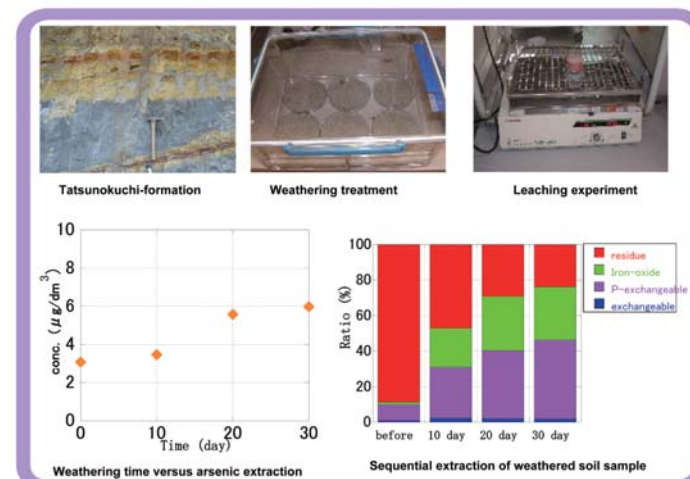 Tatsunokuchi-formation
Weathering treatment
Leaching experiment
10
8
6
4
2
0
conc. (μg/dm³)
0
10
20
30
Time (day)
Weathering time versus arsenic extraction
100
80
60
40
20
0
Ratio (%)
before
10 day
20 day
30 day
residue
Iron-oxide
P-exchangeable
exchangeable
Sequential extraction of weathered soil sample